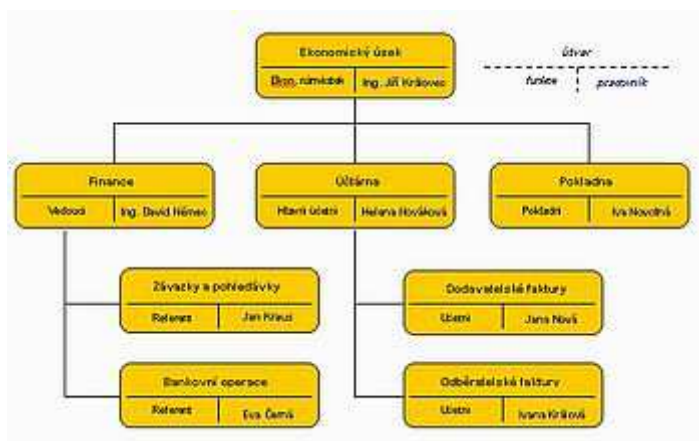 Ekonomický úsek
Ekon. náměstek Ing. Jiří Královec
útvar
funkce pracovník
Finance
Vedoucí Ing. David Němec
Účtárna
Hlavní účetní Helena Nováková
Pokladna
Pokladní Iva Novotná
Závazky a pohledávky
Referent Jan Kraus
Dodavatelské faktury
Účetní Jana Nová
Bankovní operace
Referent Eva Černá
Odběratelské faktury
Účetní Ivana Králová